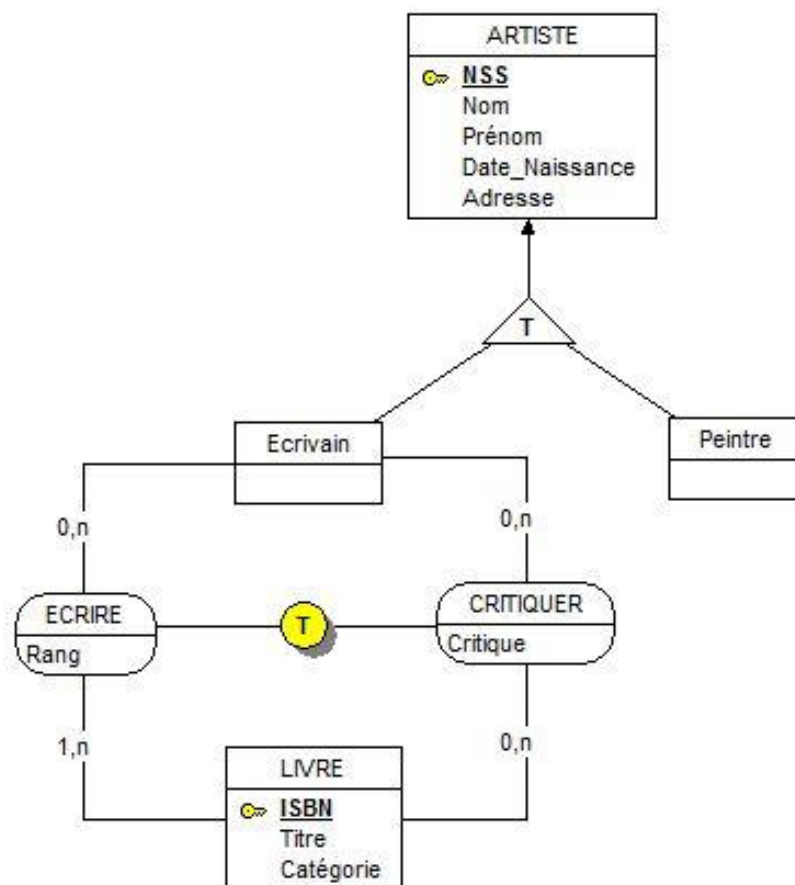 ARTISTE
NSS
Nom
Prénom
Date_Naissance
Adresse
T
Ecrivain
Peintre
0,n
0,n
ECRIRE
Rang
T
CRITIQUER
Critique
1,n
0,n
LIVRE
ISBN
Titre
Catégorie